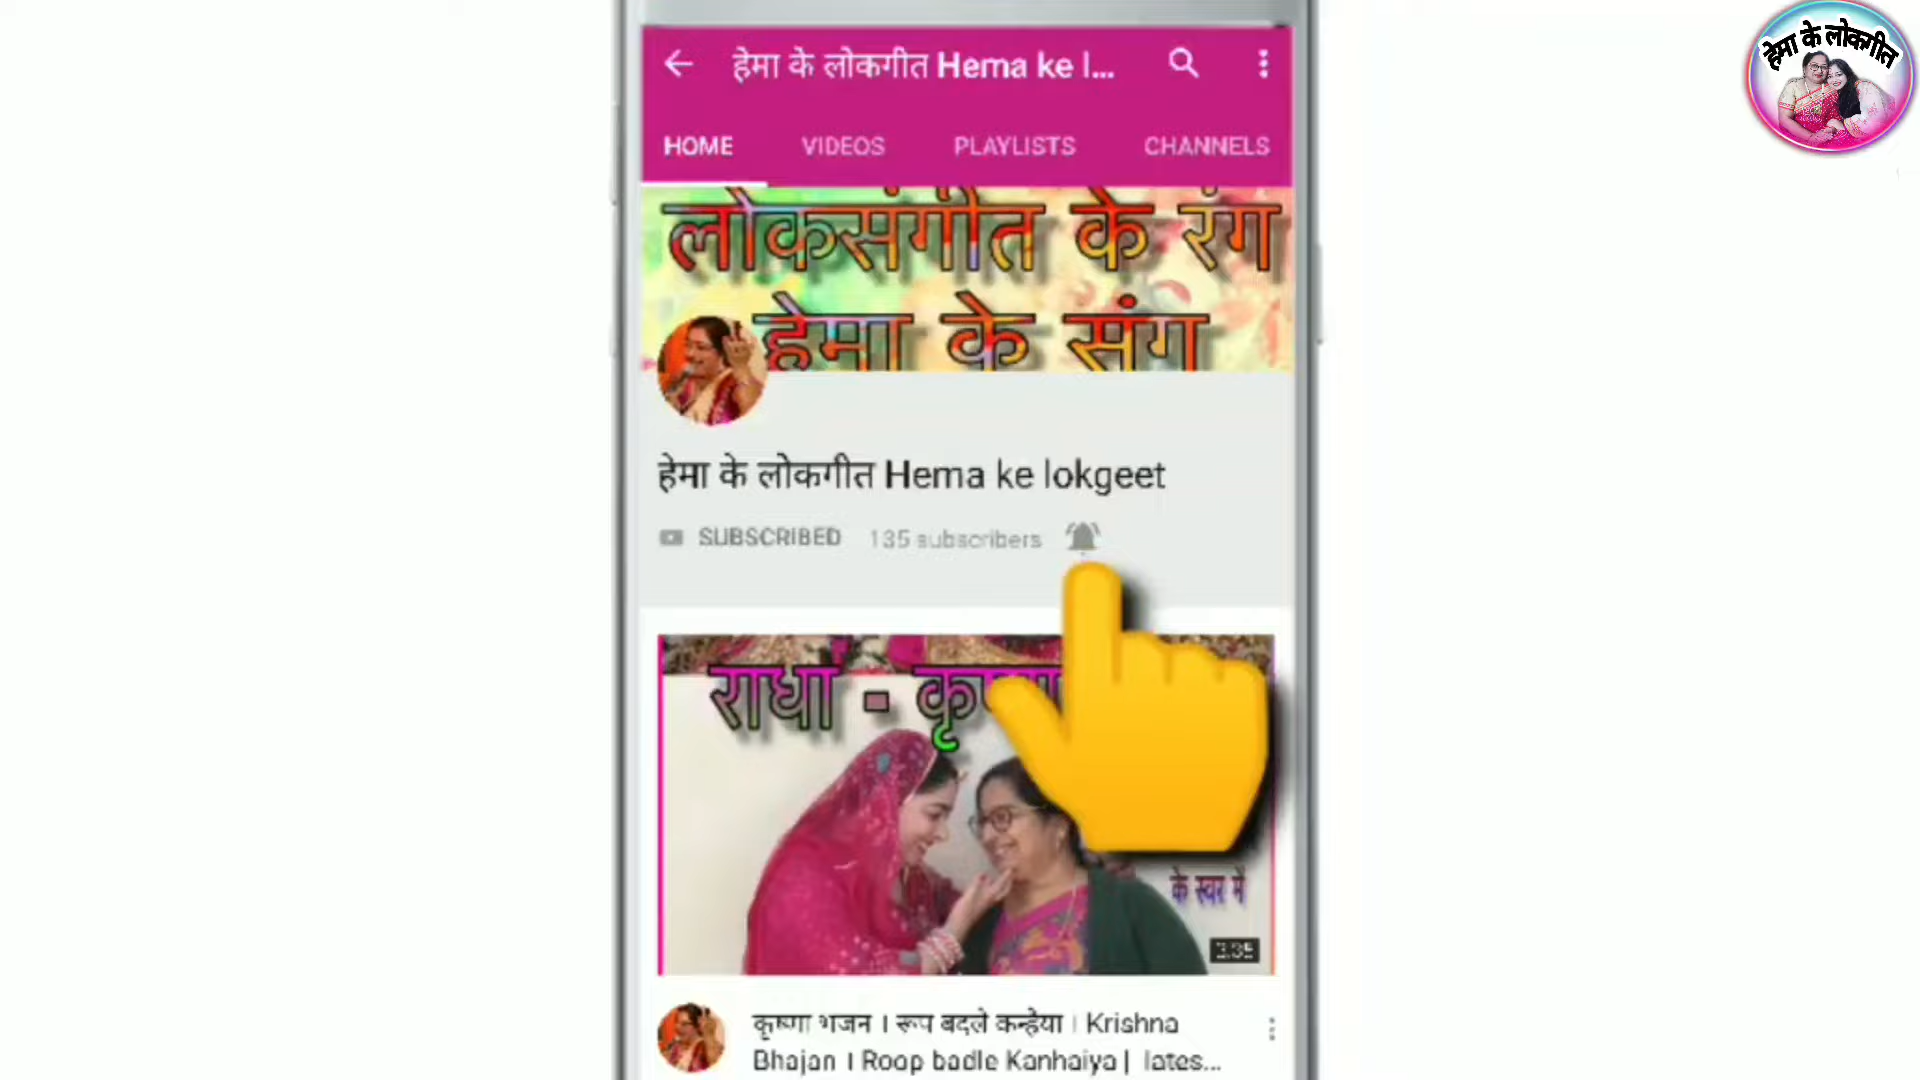 हेमा के लोकगीत
हेमा के लोकगीत Hema ke l...
HOME VIDEOS PLAYLISTS CHANNELS
लोकसंगीत के रंग
हेमा के संग
हेमा के लोकगीत Hema ke lokgeet
SUBSCRIBED 135 subscribers
राधा - कृष्ण
के स्वर में
3:35
कृष्णा भजन । रूप बदले कन्हैया । Krishna
Bhajan । Roop badle Kanhaiya | lates...